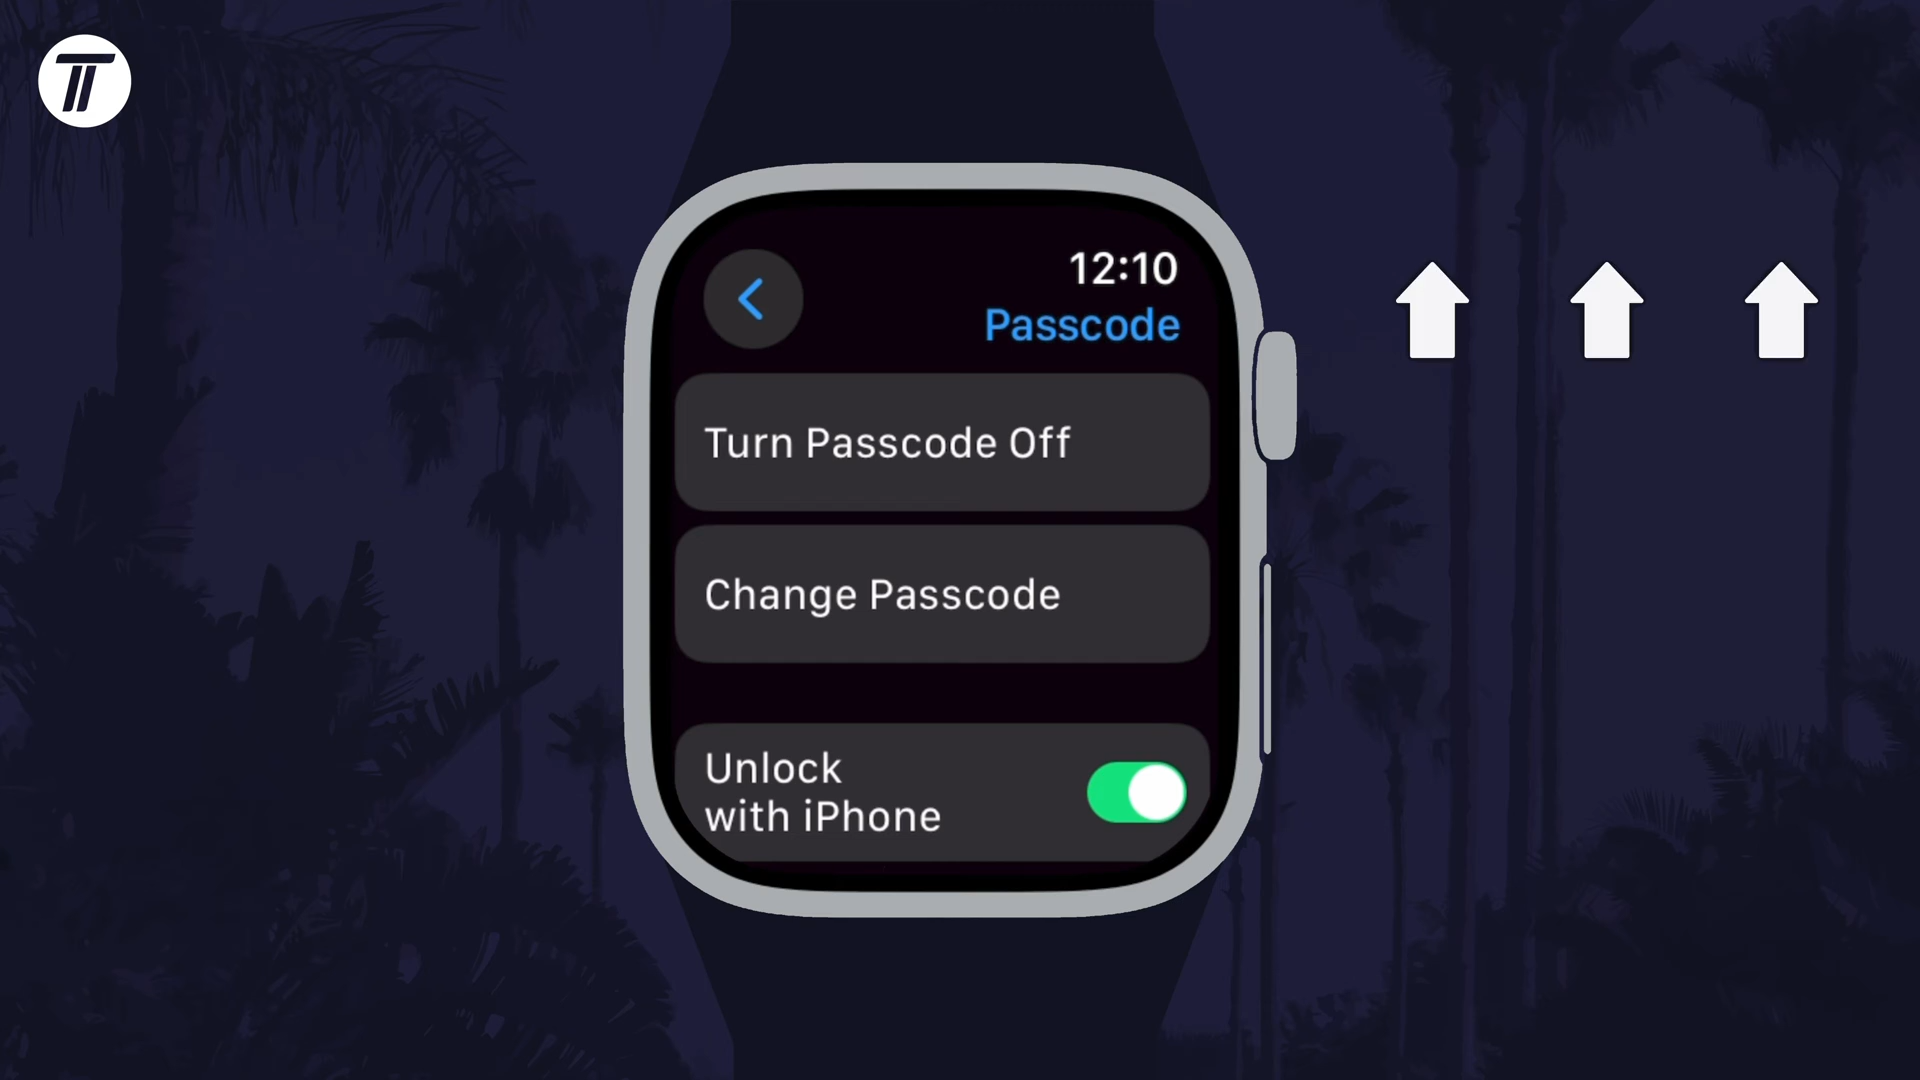 12:10
Passcode
Turn Passcode Off
Change Passcode
Unlock
with iPhone